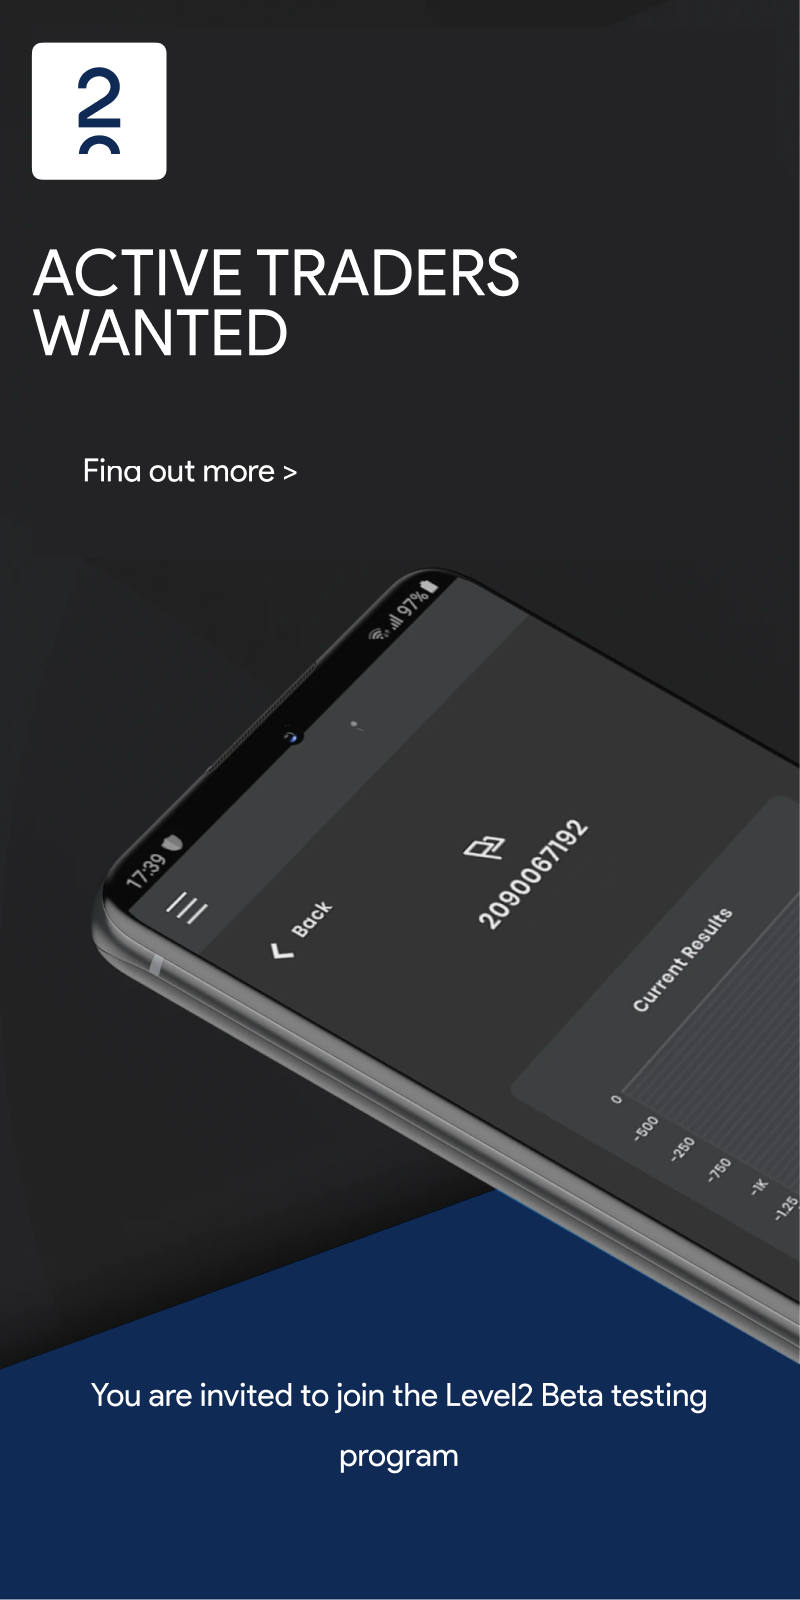 2
ACTIVE TRADERS
WANTED
Fina out more >
97%
17:39
Back
2090067192
Current Results
0
-500
-250
-750
-1K
-1.25
You are invited to join the Level2 Beta testing
program